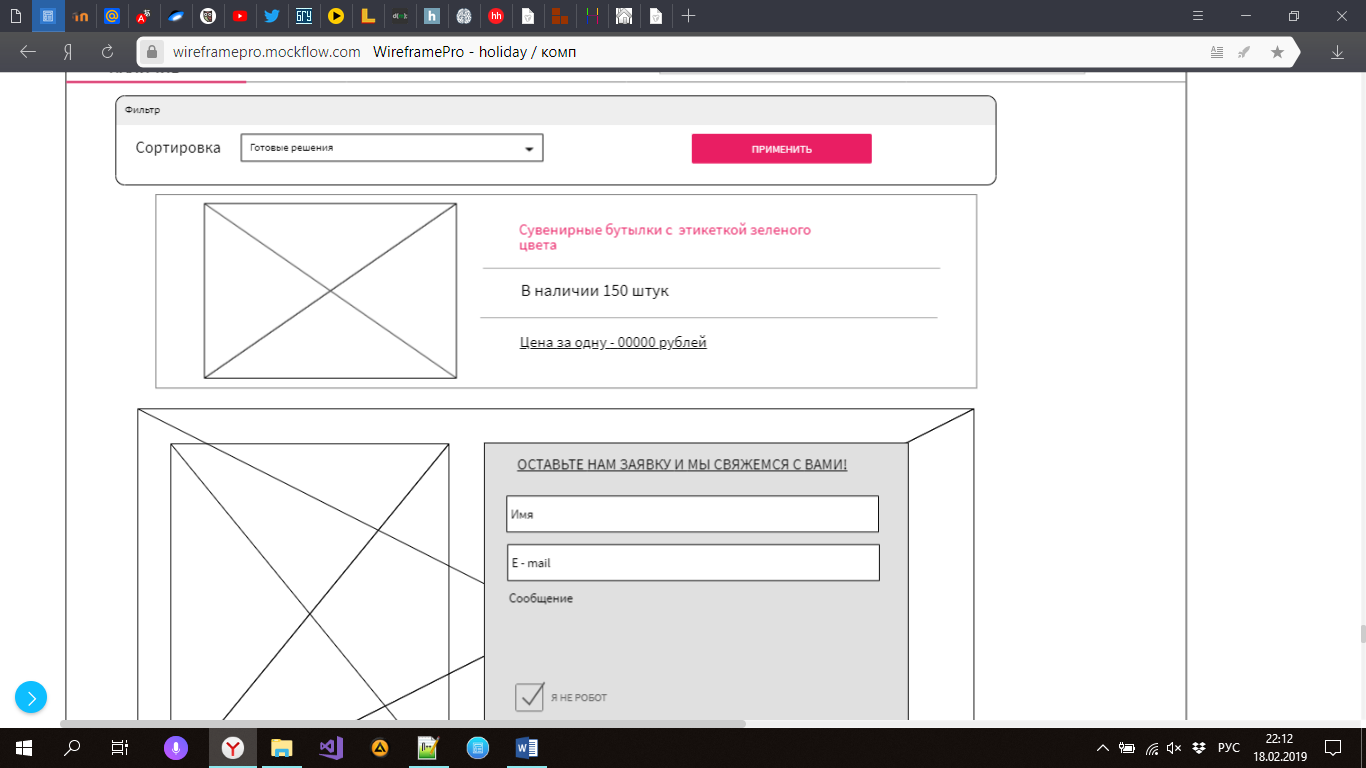 wireframepro.mockflow.com WireframePro - holiday / комп
Фильтр
Сортировка
Готовые решения
ПРИМЕНИТЬ
Сувенирные бутылки с этикеткой зеленого
цвета
В наличии 150 штук
Цена за одну - 00000 рублей
ОСТАВЬТЕ НАМ ЗАЯВКУ И МЫ СВЯЖЕМСЯ С ВАМИ!
Имя
E - mail
Сообщение
Я НЕ РОБОТ
РУС
22:12
18.02.2019